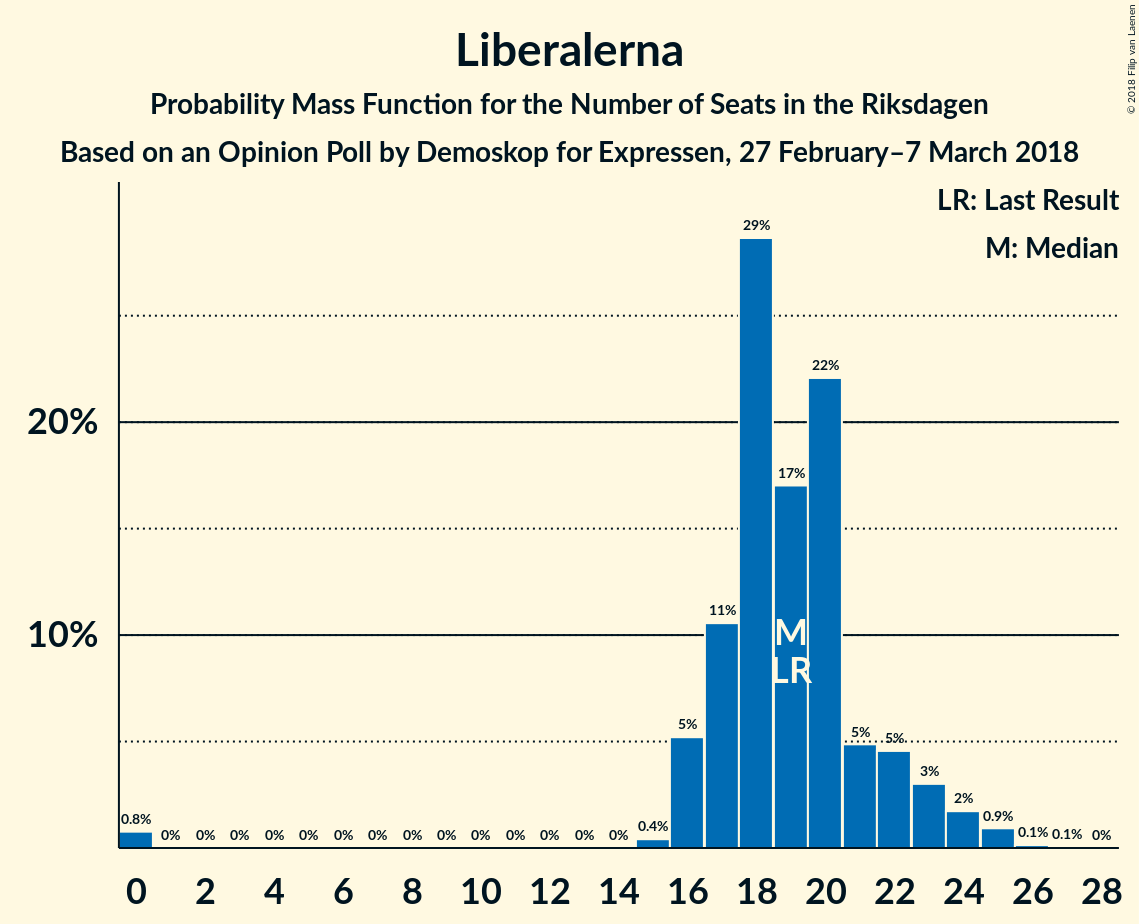 Liberalerna
Probability Mass Function for the Number of Seats in the Riksdagen
Based on an Opinion Poll by Demoskop for Expressen, 27 February–7 March 2018
© 2018 Filip van Laenen
LR: Last Result
M: Median
29%
22%
20%
17%
11%
10%
M
LR
5%
5%
5%
3%
2%
0.8% 0% 0% 0% 0% 0% 0% 0% 0% 0% 0% 0% 0% 0% 0% 0.4% 0.9% 0.1% 0.1% 0%
0 2 4 6 8 10 12 14 16 18 20 22 24 26 28